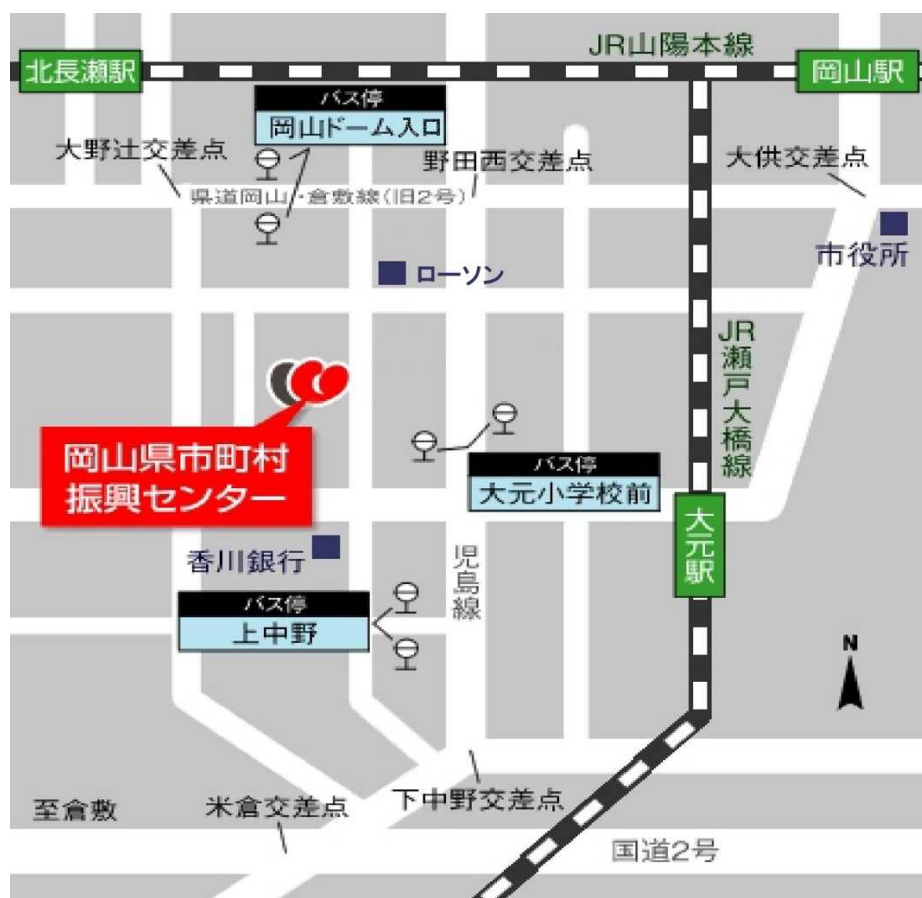 JR山陽本線
北長瀬駅
岡山駅
バス停
岡山ドーム入口
大野辻交差点
野田西交差点
大供交差点
県道岡山・倉敷線(旧2号)
市役所
ローソン
JR瀬戸大橋線
岡山県市町村
振興センター
バス停
大元小学校前
大元駅
香川銀行
児島線
バス停
上中野
N
至倉敷
米倉交差点
下中野交差点
国道2号